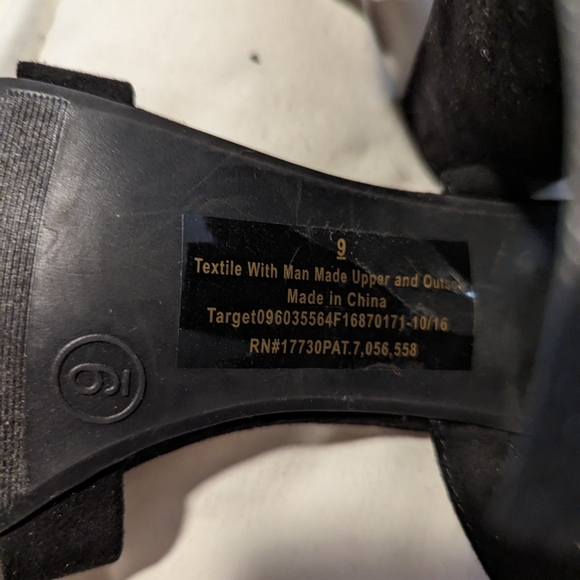 9
Textile With Man Made Upper and
Made in China
Target096035564F16870171-10/16
RN#17730PAT.7,056,558
9